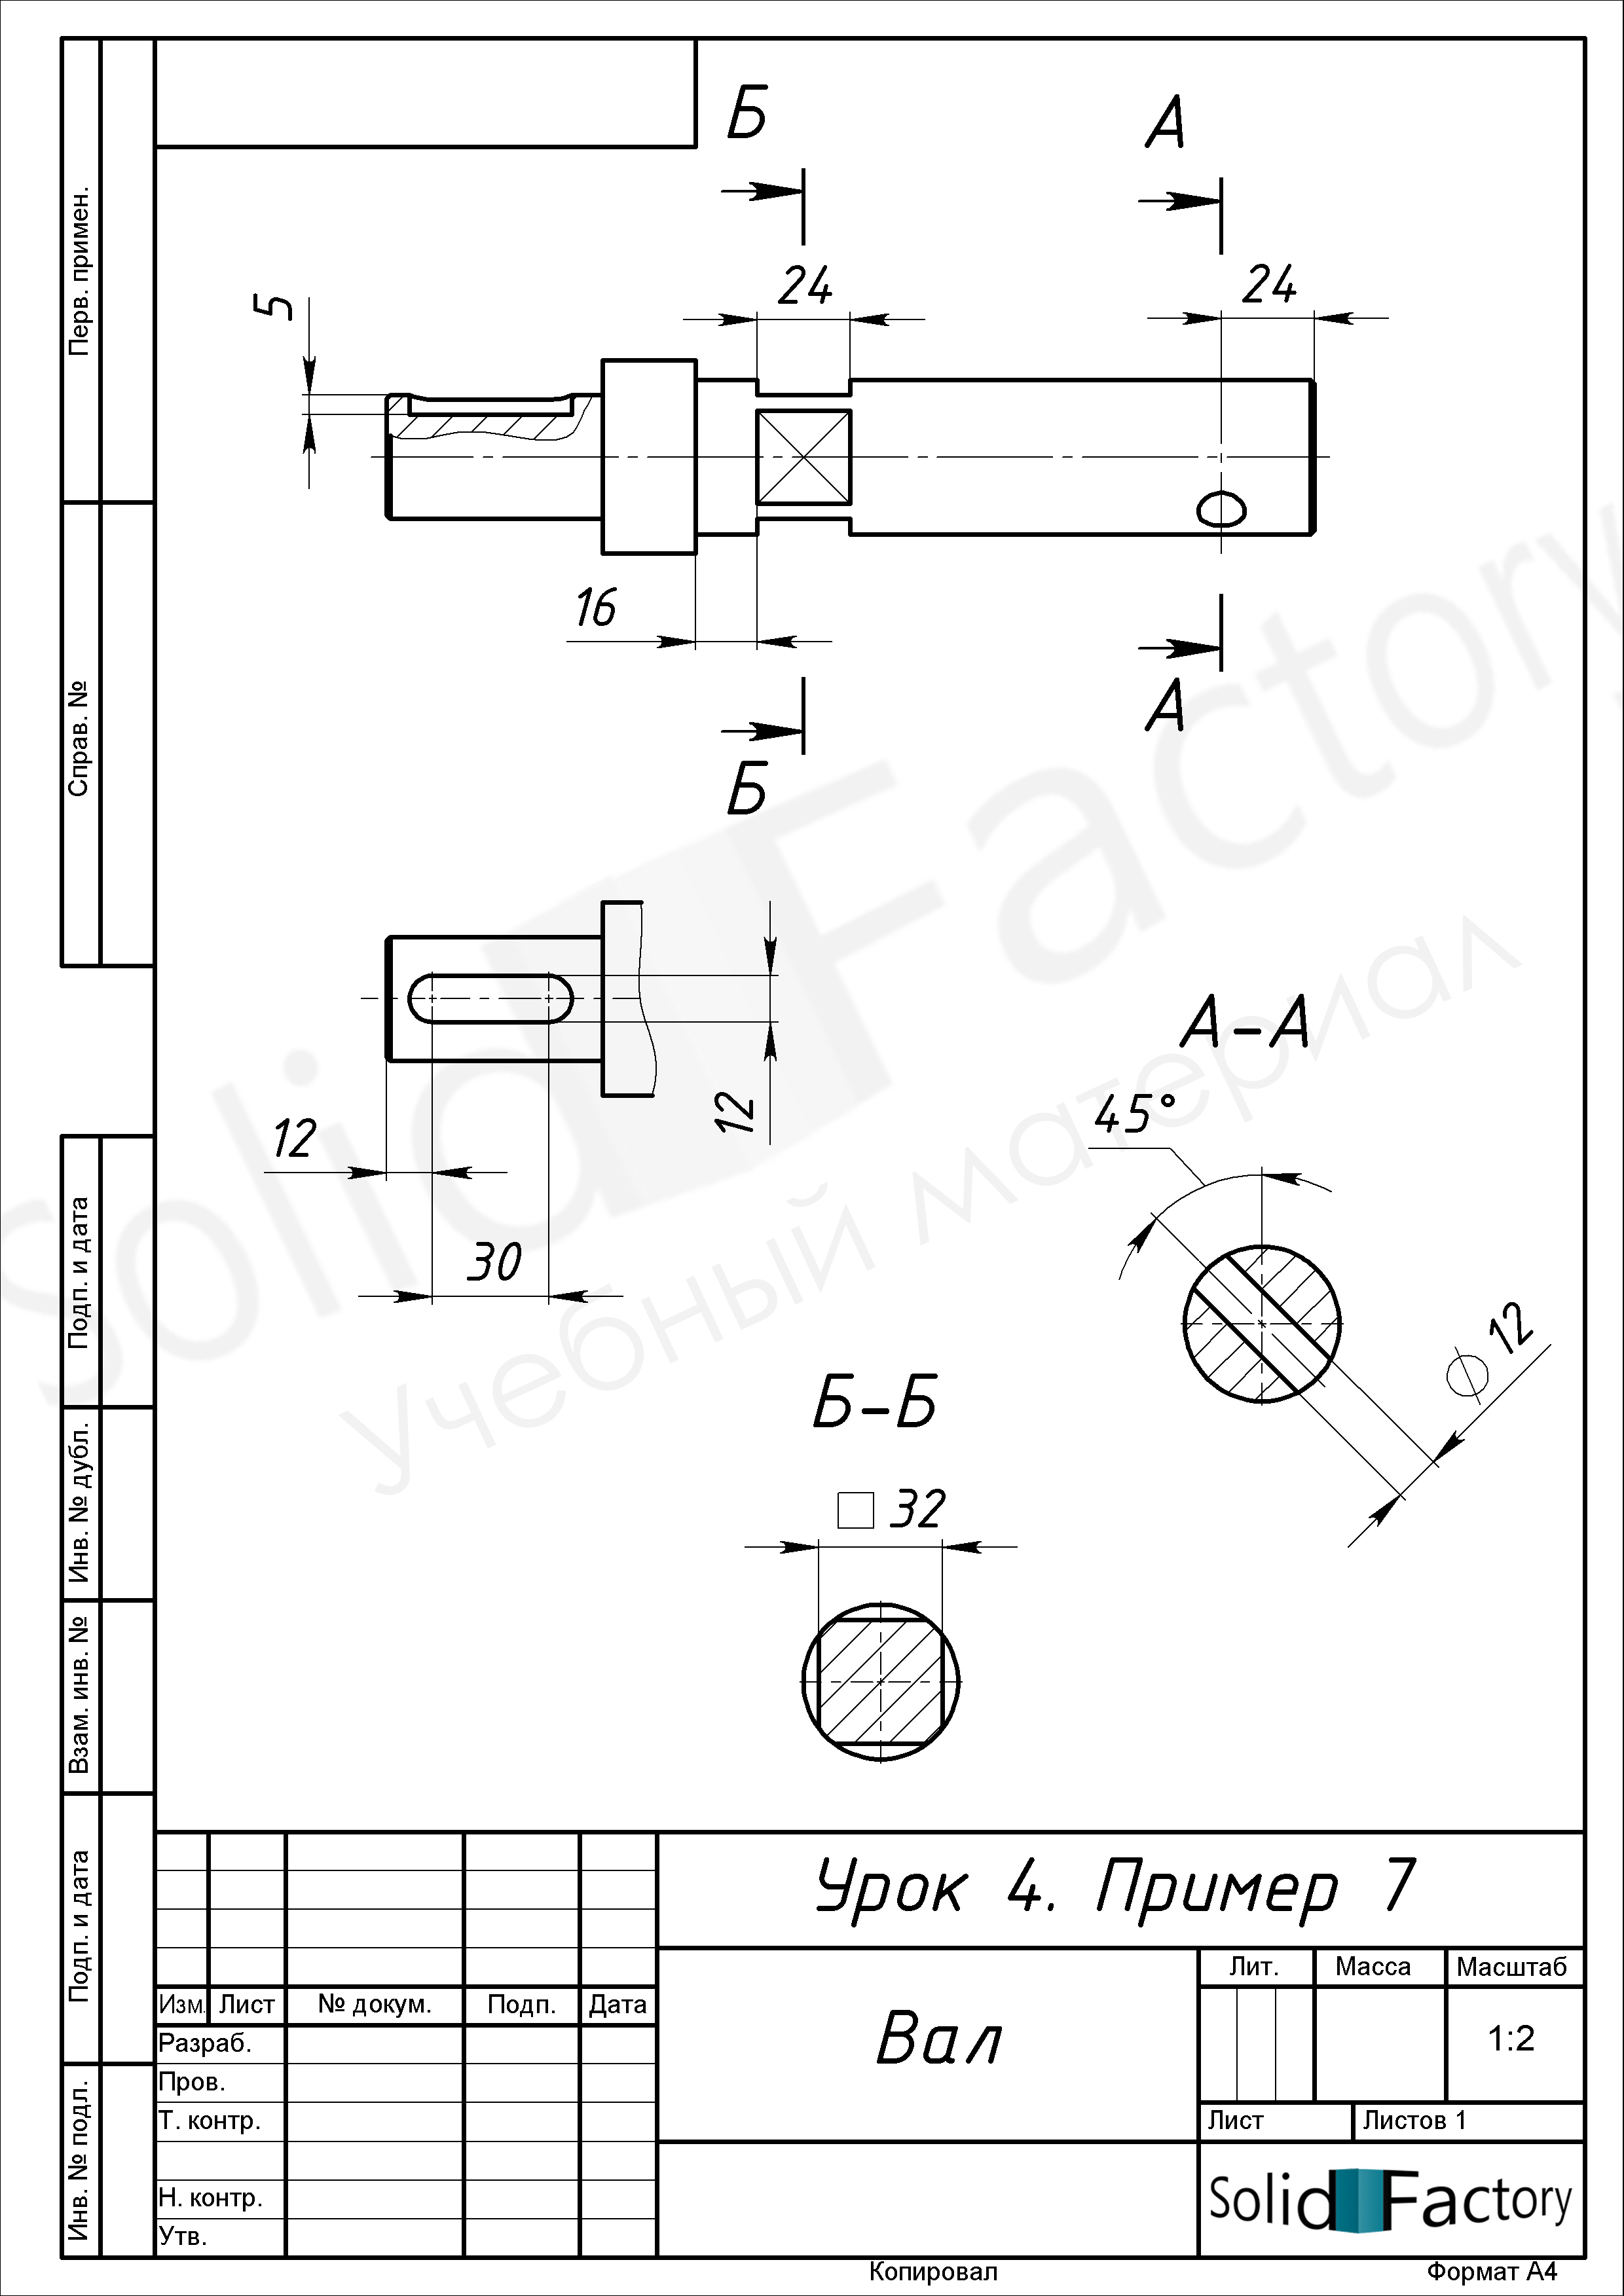 Перв. примен.
Справ. №
Подп. и дата
Инв. № дубл.
Взам. инв. №
Подп. и дата
Инв. № подл.
Б
А
24
24
5
16
А
Б
12
12
30
А-А
45°
⌀ 12
Б-Б
□ 32
Solid Factory
Учебный материал
Урок 4. Пример 7
Вал
Лит.
Масса
Масштаб
1:2
Лист
Листов 1
Изм.
Лист
№ докум.
Подп.
Дата
Разраб.
Пров.
Т. контр.
Н. контр.
Утв.
Solid Factory
Копировал
Формат А4